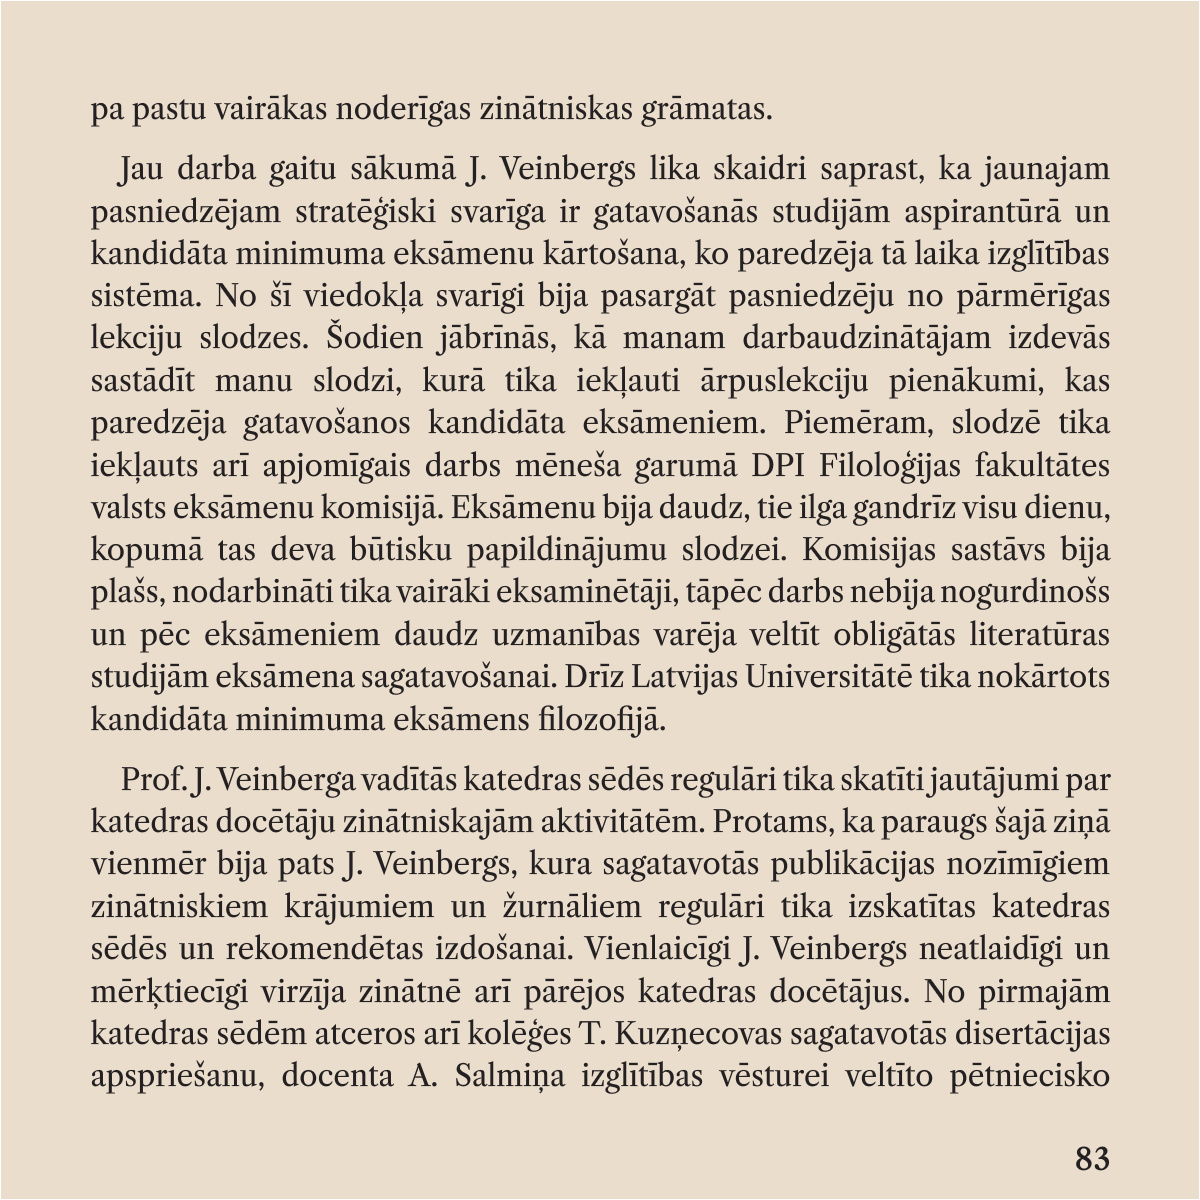 pa pastu vairākas noderīgas zinātniskas grāmatas.
Jau darba gaitu sākumā J. Veinbergs lika skaidri saprast, ka jaunajam
pasniedzējam stratēģiski svarīga ir gatavošanās studijām aspirantūrā un
kandidāta minimuma eksāmenu kārtošana, ko paredzēja tā laika izglītības
sistēma. No šī viedokļa svarīgi bija pasargāt pasniedzēju no pārmērīgas
lekciju slodzes. Šodien jābrīnās, kā manam darbaudzinātājam izdevās
sastādīt manu slodzi, kurā tika iekļauti ārpuslekciju pienākumi, kas
paredzēja gatavošanos kandidāta eksāmeniem. Piemēram, slodzē tika
iekļauts arī apjomīgais darbs mēneša garumā DPI Filoloģijas fakultātes
valsts eksāmenu komisijā. Eksāmenu bija daudz, tie ilga gandrīz visu dienu,
kopumā tas deva būtisku papildinājumu slodzei. Komisijas sastāvs bija
plašs, nodarbināti tika vairāki eksaminētāji, tāpēc darbs nebija nogurdinošs
un pēc eksāmeniem daudz uzmanības varēja veltīt obligātās literatūras
studijām eksāmena sagatavošanai. Drīz Latvijas Universitātē tika nokārtots
kandidāta minimuma eksāmens filozofijā.
Prof. J. Veinberga vadītās katedras sēdēs regulāri tika skatīti jautājumi par
katedras docētāju zinātniskajām aktivitātēm. Protams, ka paraugs šajā ziņā
vienmēr bija pats J. Veinbergs, kura sagatavotās publikācijas nozīmīgiem
zinātniskiem krājumiem un žurnāliem regulāri tika izskatītas katedras
sēdēs un rekomendētas izdošanai. Vienlaicīgi J. Veinbergs neatlaidīgi un
mērķtiecīgi virzīja zinātnē arī pārējos katedras docētājus. No pirmajām
katedras sēdēm atceros arī kolēģes T. Kuzņecovas sagatavotās disertācijas
apspriešanu, docenta A. Salmiņa izglītības vēsturei veltīto pētniecisko
83